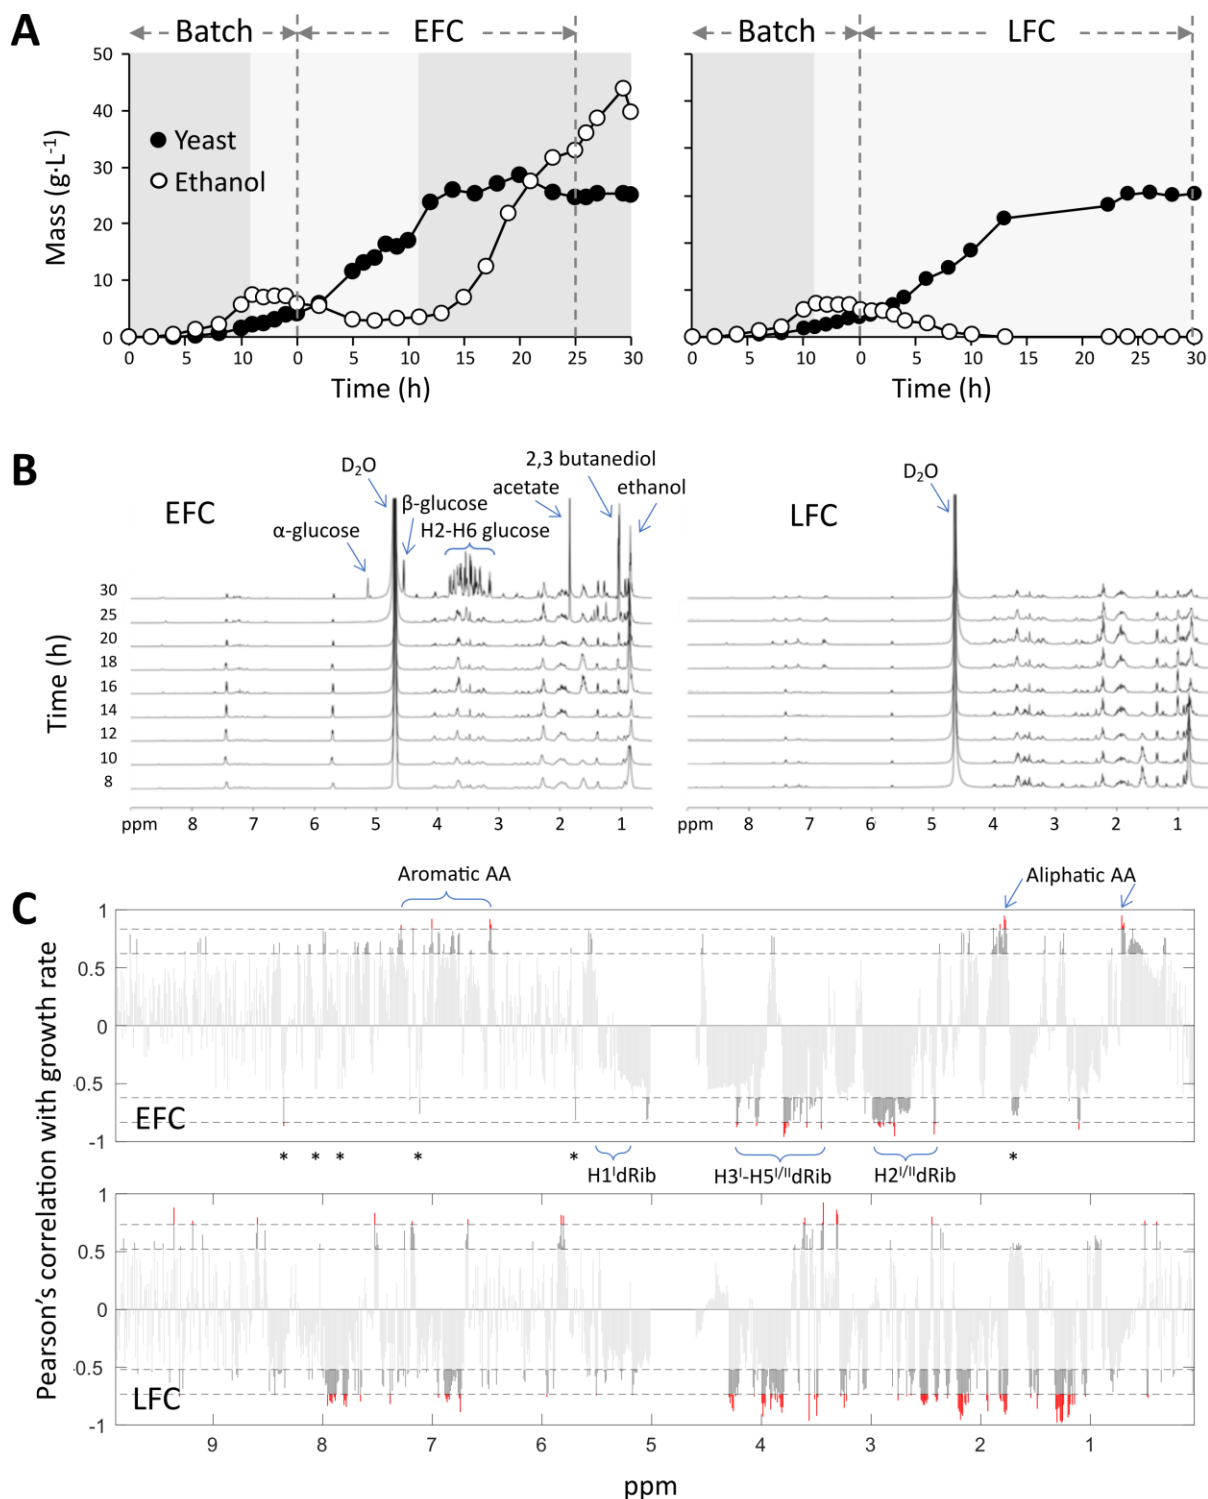 A
Batch EFC Batch LFC
50
40
30
20
10
0
Mass (g·L⁻¹)
Yeast
Ethanol
0 5 10 0 5 10 15 20 25 30
0 5 10 0 5 10 15 20 25 30
Time (h) Time (h)
B
EFC
D₂O
α-glucose
β-glucose
H2-H6 glucose
acetate
2,3 butanediol
ethanol
LFC
D₂O
Time (h)
30
25
20
18
16
14
12
10
8
ppm 8 7 6 5 4 3 2 1
ppm 8 7 6 5 4 3 2 1
C
Aromatic AA
Aliphatic AA
Pearson's correlation with growth rate
1
0.5
0
-0.5
-1
EFC
* * * * * *
H1ᴵdRib
H3ᴵ-H5ᴵ/ᴵᴵdRib
H2ᴵ/ᴵᴵdRib
1
0.5
0
-0.5
-1
LFC
9 8 7 6 5 4 3 2 1
ppm